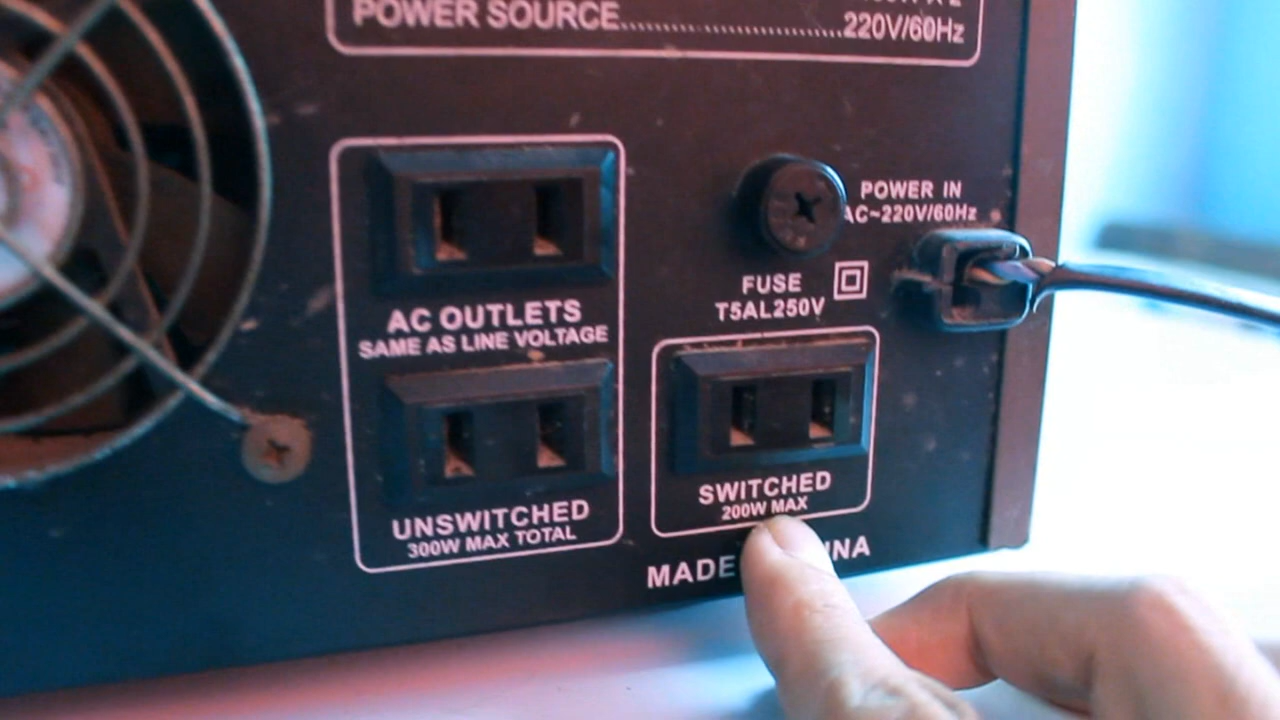 POWER SOURCE..............................220V/60Hz
POWER IN
AC~220V/60Hz
FUSE
T5AL250V
AC OUTLETS
SAME AS LINE VOLTAGE
UNSWITCHED
300W MAX TOTAL
SWITCHED
200W MAX
MADE